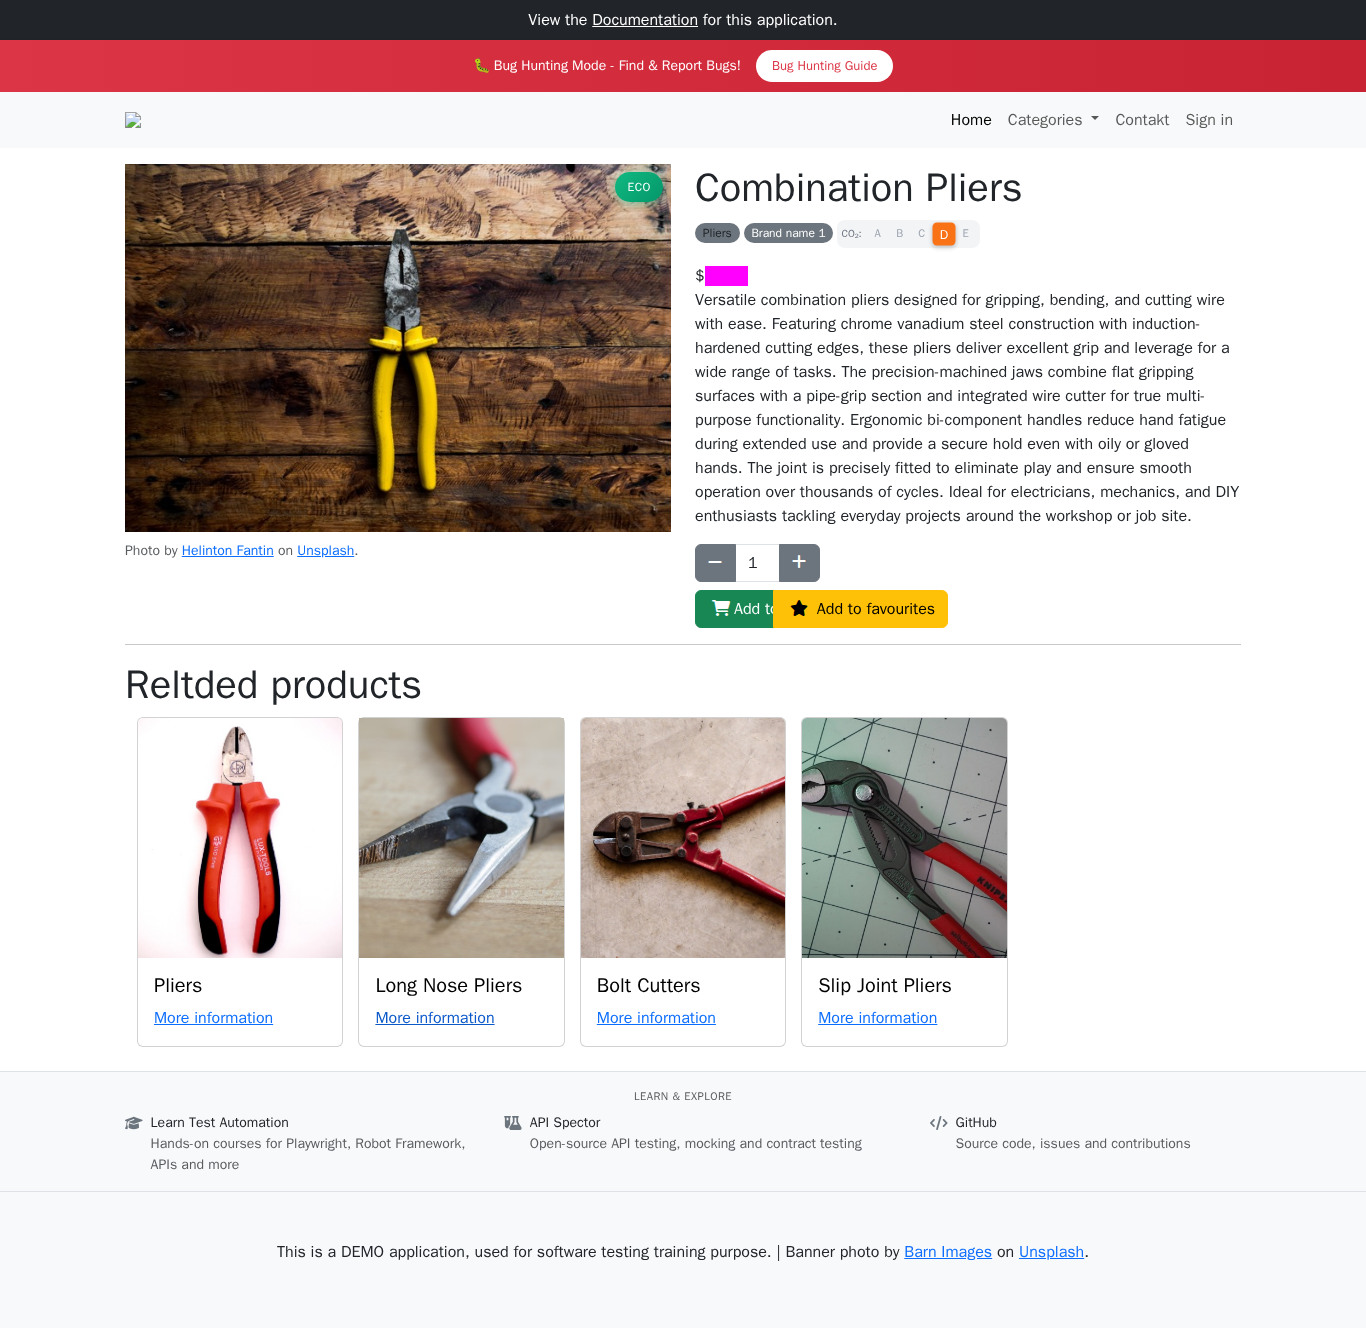 View the Documentation for this application.
Bug Hunting Mode - Find & Report Bugs! Bug Hunting Guide
Home Categories Contakt Sign in
ECO
Combination Pliers
Pliers Brand name 1 CO₂: A B C D E
$
Versatile combination pliers designed for gripping, bending, and cutting wire
with ease. Featuring chrome vanadium steel construction with induction-
hardened cutting edges, these pliers deliver excellent grip and leverage for a
wide range of tasks. The precision-machined jaws combine flat gripping
surfaces with a pipe-grip section and integrated wire cutter for true multi-
purpose functionality. Ergonomic bi-component handles reduce hand fatigue
during extended use and provide a secure hold even with oily or gloved
hands. The joint is precisely fitted to eliminate play and ensure smooth
operation over thousands of cycles. Ideal for electricians, mechanics, and DIY
enthusiasts tackling everyday projects around the workshop or job site.
Photo by Helinton Fantin on Unsplash.
1
Add to Add to favourites
Reltded products
LUX-TOOLS
KNIPEX
Pliers
More information
Long Nose Pliers
More information
Bolt Cutters
More information
Slip Joint Pliers
More information
LEARN & EXPLORE
Learn Test Automation
Hands-on courses for Playwright, Robot Framework,
APIs and more
API Spector
Open-source API testing, mocking and contract testing
GitHub
Source code, issues and contributions
This is a DEMO application, used for software testing training purpose. | Banner photo by Barn Images on Unsplash.